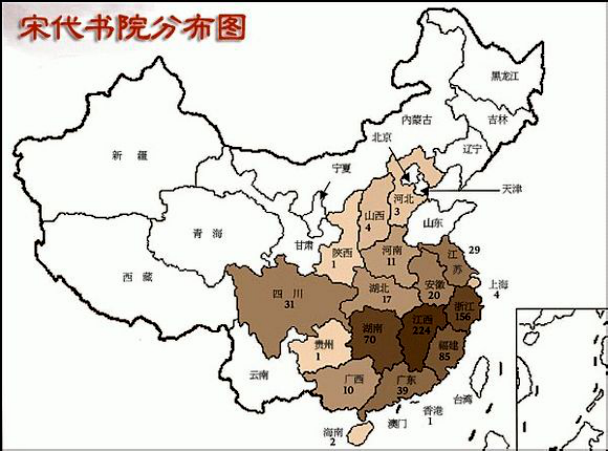 宋代书院分布图
黑龙江
吉林
内蒙古
辽宁
北京
新疆
宁夏
天津
河北
3
山西
4
山东
青海
甘肃
陕西
1
河南
11
江苏
29
西藏
四川
31
湖北
17
安徽
20
上海
4
浙江
156
湖南
70
江西
224
贵州
1
福建
85
云南
广西
10
广东
39
台湾
香港
1
澳门
海南
2